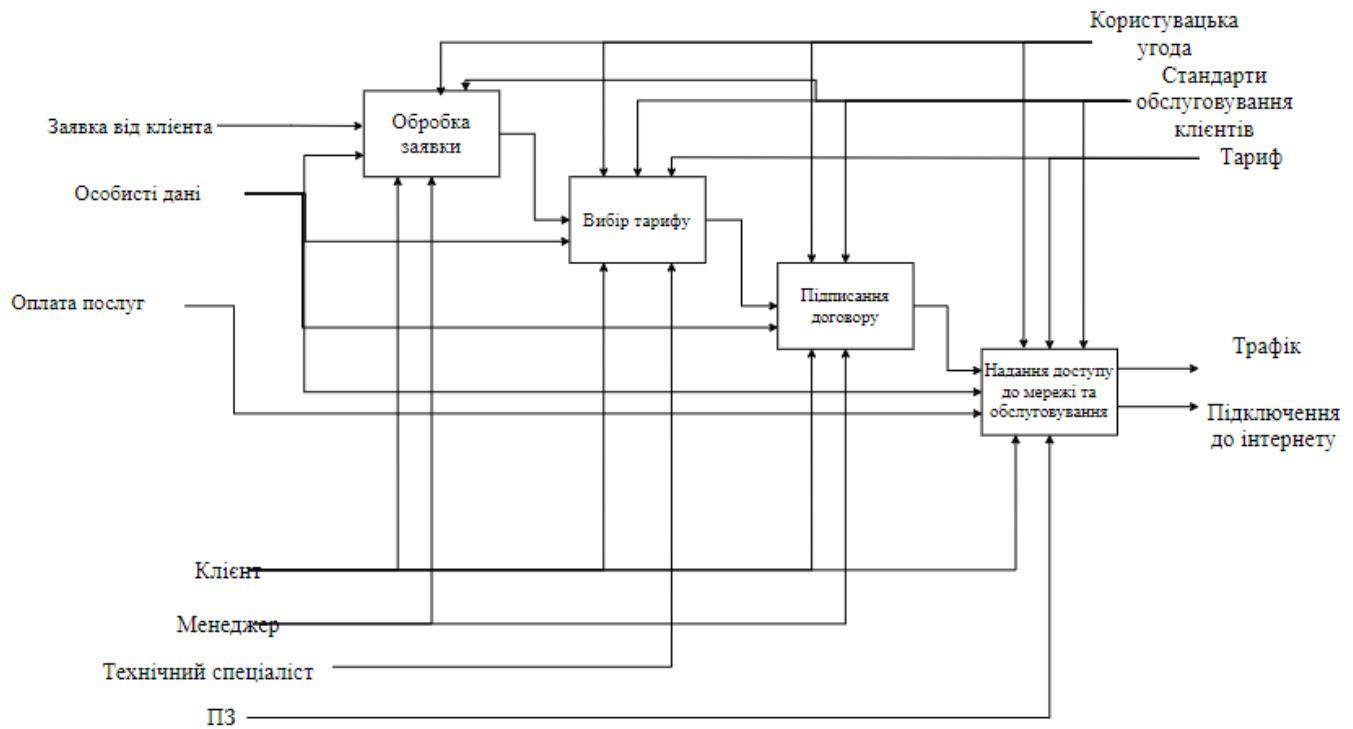 Користувацька
угода
Стандарти
обслуговування
клієнтів
Тариф
Заявка від клієнта
Обробка
заявки
Особисті дані
Вибір тарифу
Оплата послуг
Підписання
договору
Надання доступу
до мережі та
обслуговування
Трафік
Підключення
до інтернету
Клієнт
Менеджер
Технічний спеціаліст
ПЗ